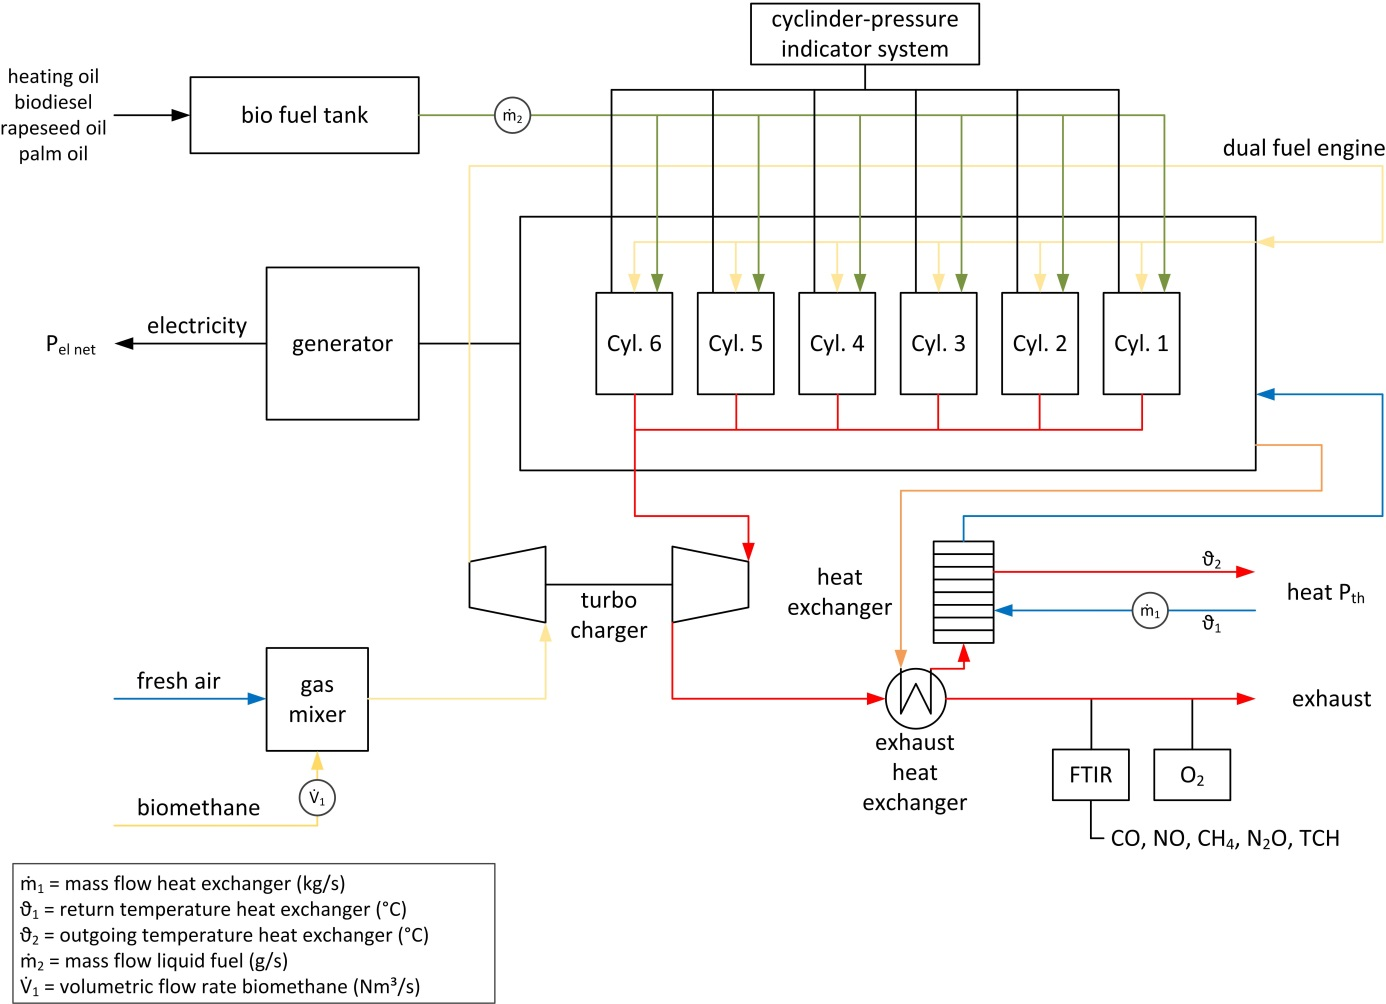 cyclinder-pressure
indicator system
heating oil
biodiesel
rapeseed oil
palm oil
bio fuel tank
ṁ₂
dual fuel engine
P el net
electricity
generator
Cyl. 6
Cyl. 5
Cyl. 4
Cyl. 3
Cyl. 2
Cyl. 1
turbo
charger
heat
exchanger
ϑ₂
heat P th
ṁ₁
ϑ₁
fresh air
gas
mixer
exhaust
exhaust
heat
exchanger
FTIR
O₂
biomethane
V̇₁
CO, NO, CH₄, N₂O, TCH
ṁ₁ = mass flow heat exchanger (kg/s)
ϑ₁ = return temperature heat exchanger (°C)
ϑ₂ = outgoing temperature heat exchanger (°C)
ṁ₂ = mass flow liquid fuel (g/s)
V̇₁ = volumetric flow rate biomethane (Nm³/s)